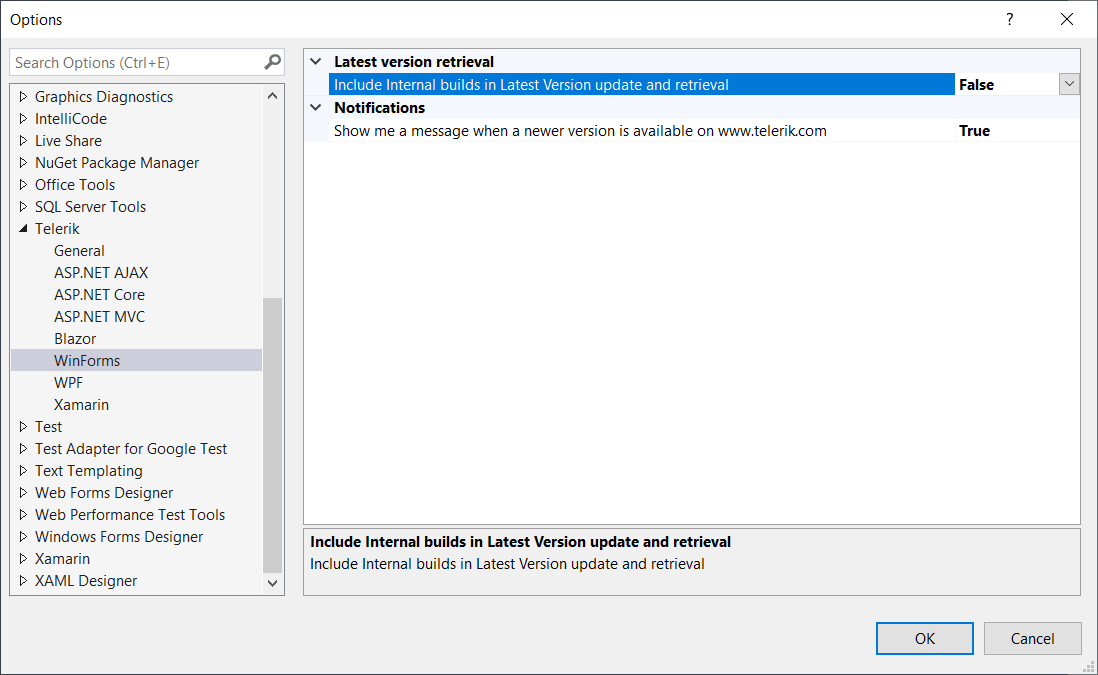 Options
?
Search Options (Ctrl+E)
Graphics Diagnostics
IntelliCode
Live Share
NuGet Package Manager
Office Tools
SQL Server Tools
Telerik
General
ASP.NET AJAX
ASP.NET Core
ASP.NET MVC
Blazor
WinForms
WPF
Xamarin
Test
Test Adapter for Google Test
Text Templating
Web Forms Designer
Web Performance Test Tools
Windows Forms Designer
Xamarin
XAML Designer
Latest version retrieval
Include Internal builds in Latest Version update and retrieval False
Notifications
Show me a message when a newer version is available on www.telerik.com True
Include Internal builds in Latest Version update and retrieval
Include Internal builds in Latest Version update and retrieval
OK Cancel